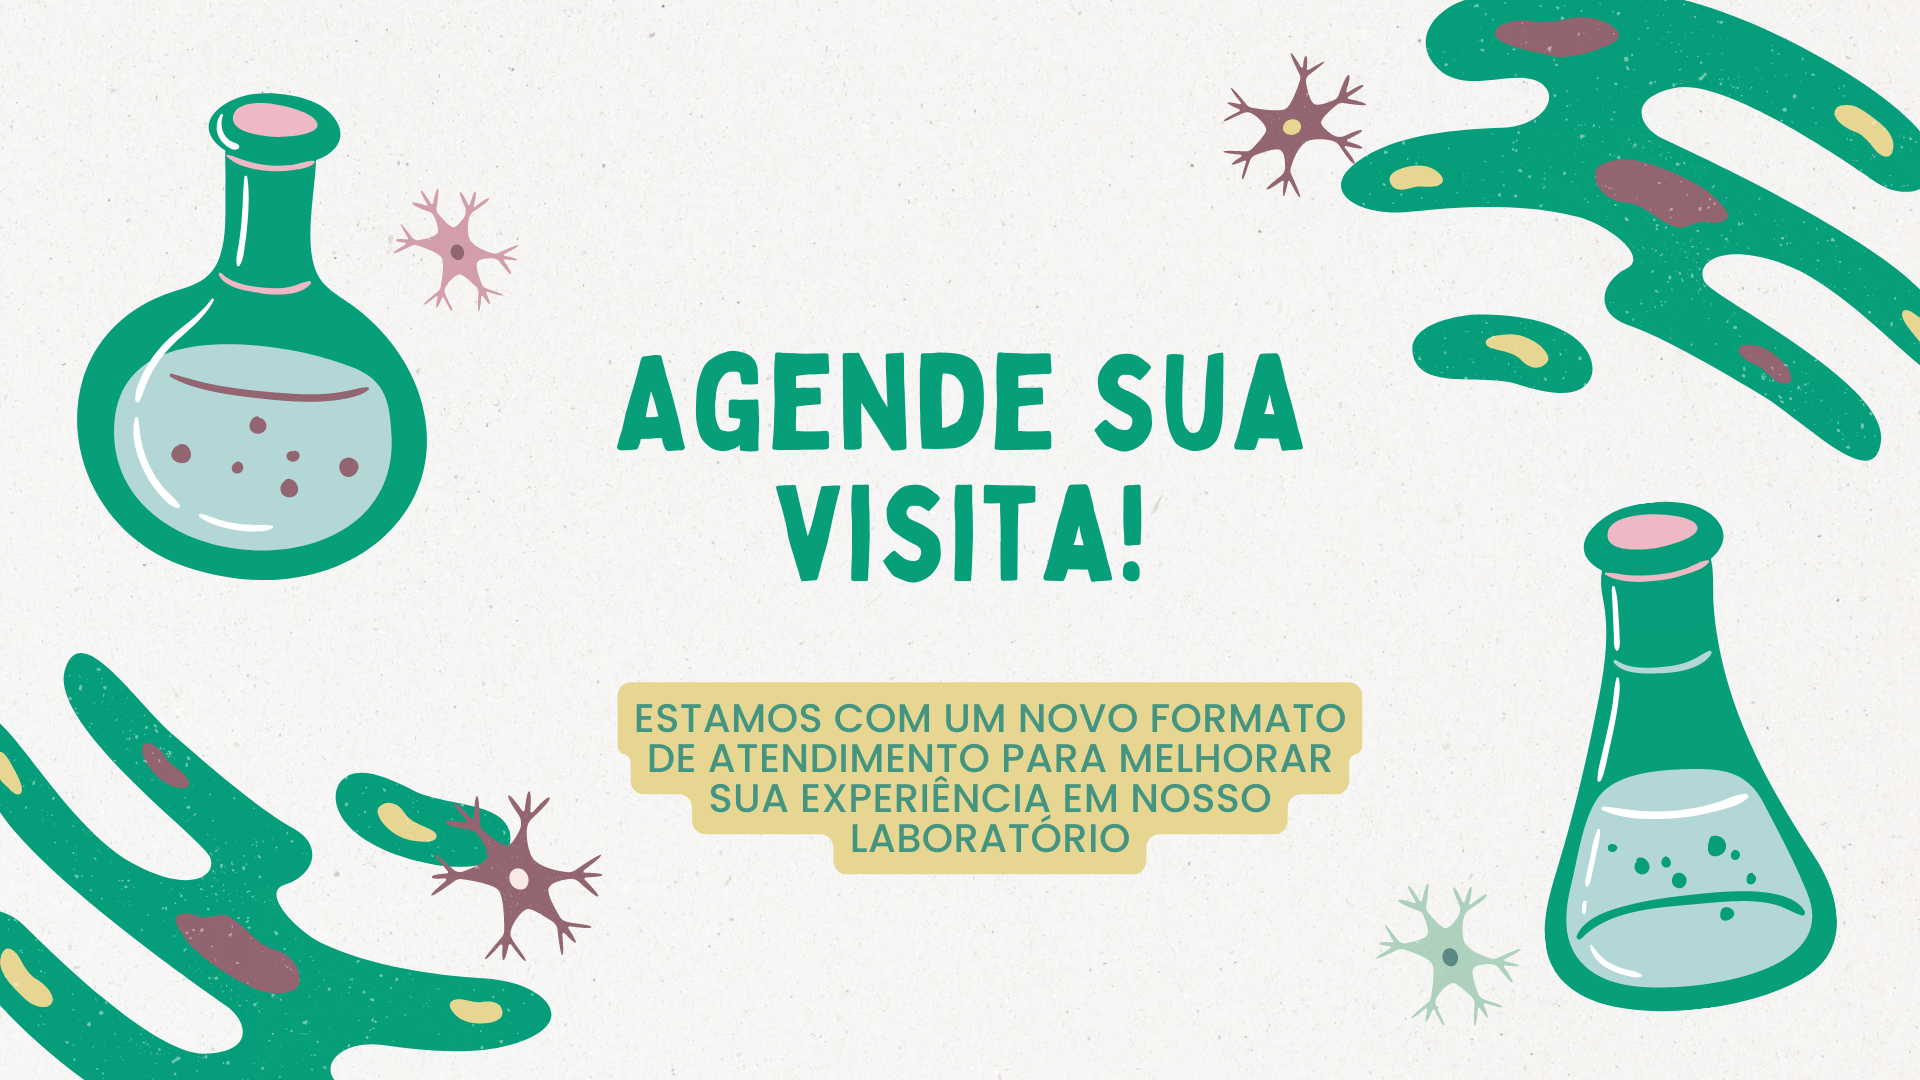 AGENDE SUA
VISITA!
ESTAMOS COM UM NOVO FORMATO
DE ATENDIMENTO PARA MELHORAR
SUA EXPERIÊNCIA EM NOSSO
LABORATÓRIO